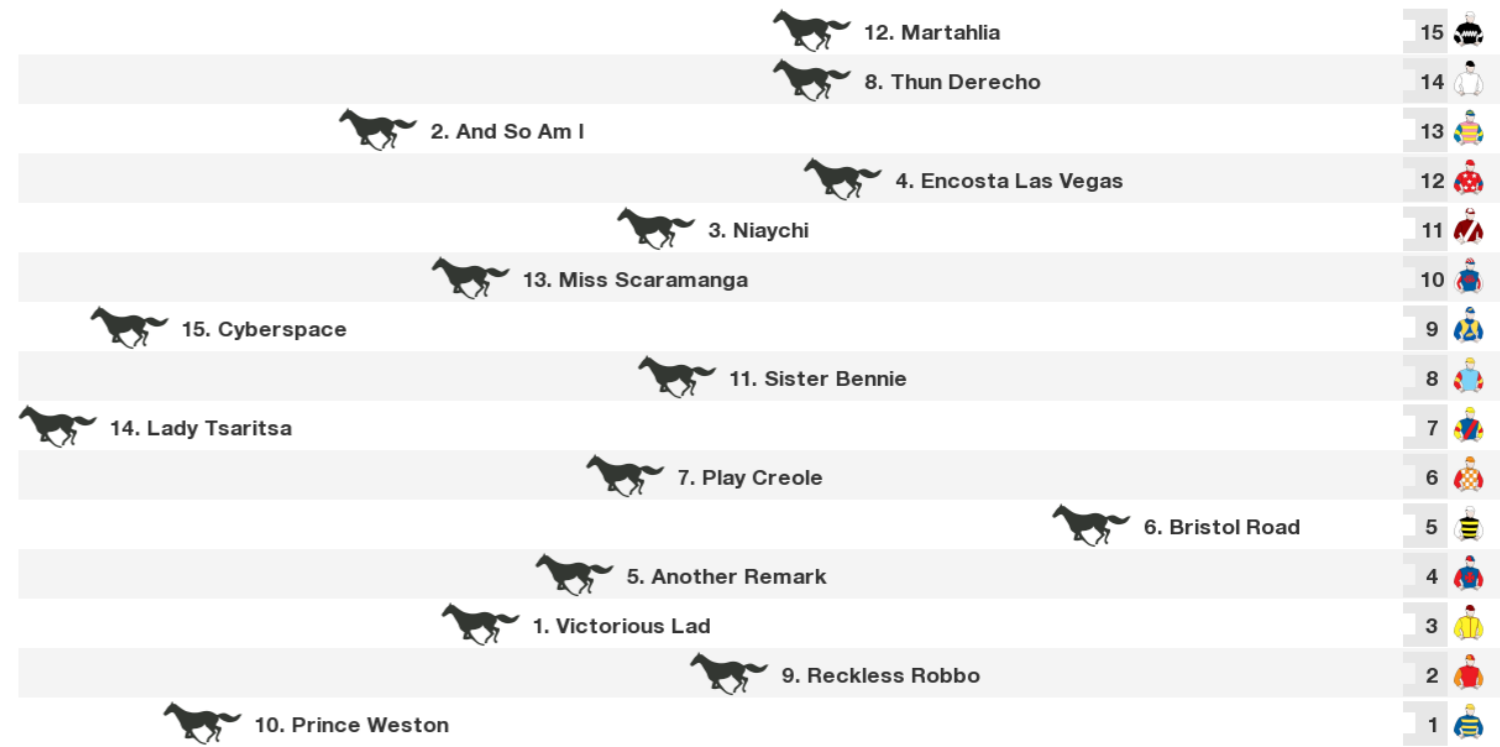 12. Martahlia 15
8. Thun Derecho 14
2. And So Am I 13
4. Encosta Las Vegas 12
3. Niaychi 11
13. Miss Scaramanga 10
15. Cyberspace 9
11. Sister Bennie 8
14. Lady Tsaritsa 7
7. Play Creole 6
6. Bristol Road 5
5. Another Remark 4
1. Victorious Lad 3
9. Reckless Robbo 2
10. Prince Weston 1